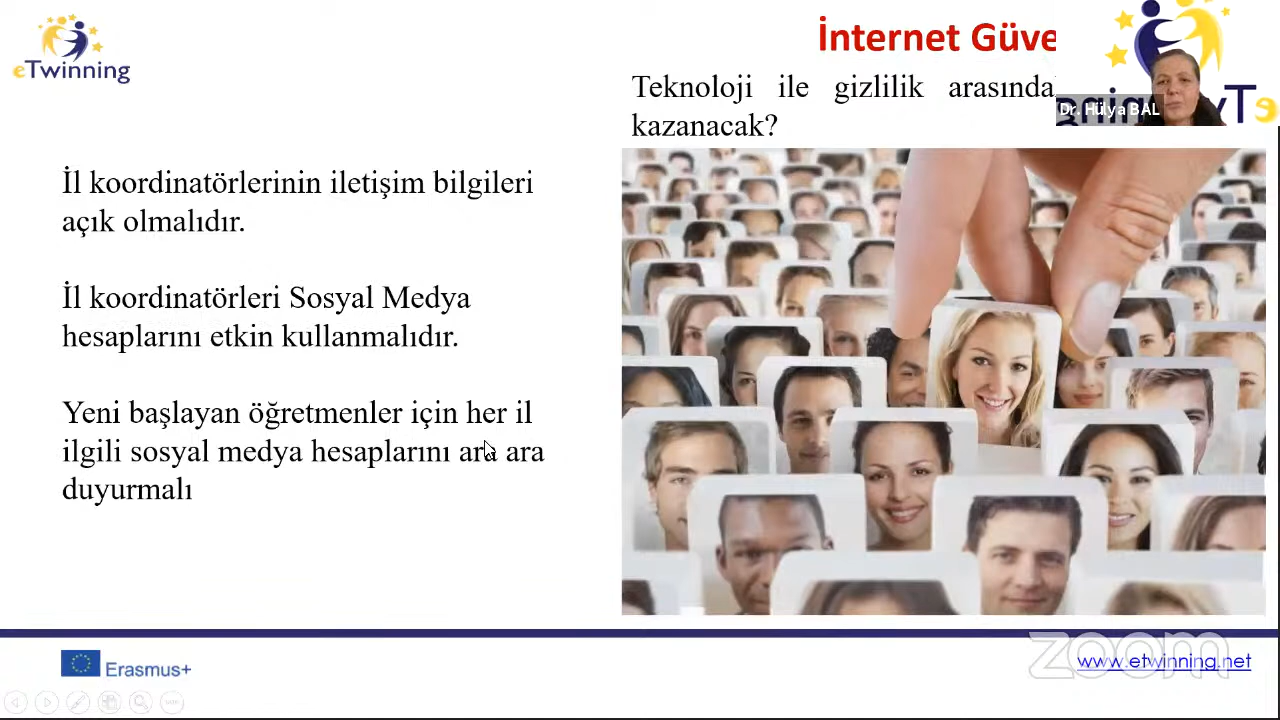 eTwinning
İnternet Güve
Teknoloji ile gizlilik arasında
kazanacak?
Dr. Hülya BAL
İl koordinatörlerinin iletişim bilgileri
açık olmalıdır.
İl koordinatörleri Sosyal Medya
hesaplarını etkin kullanmalıdır.
Yeni başlayan öğretmenler için her il
ilgili sosyal medya hesaplarını ara ara
duyurmalı
Erasmus+
zoom
www.etwinning.net